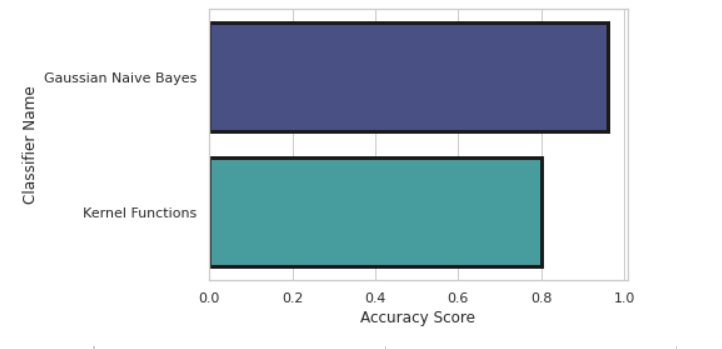 Classifier Name
Gaussian Naive Bayes
Kernel Functions
0.0 0.2 0.4 0.6 0.8 1.0
Accuracy Score